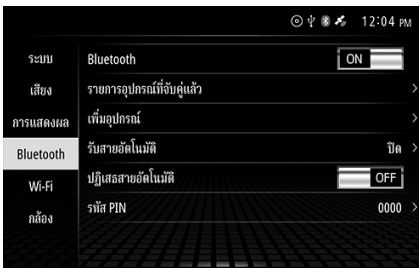 12:04 PM
ระบบ
เสียง
การแสดงผล
Bluetooth
Wi-Fi
กล้อง
Bluetooth ON
รายการอุปกรณ์ที่จับคู่แล้ว
เพิ่มอุปกรณ์
รับสายอัตโนมัติ ปิด
ปฏิเสธสายอัตโนมัติ OFF
รหัส PIN 0000